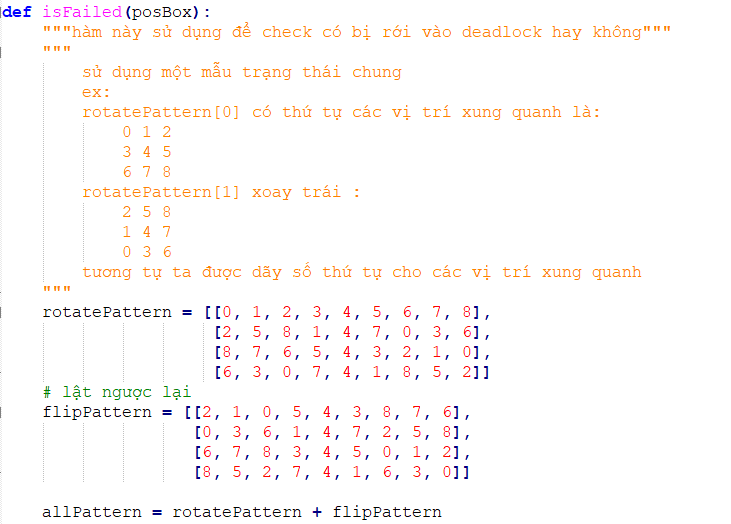 def isFailed(posBox):
    """hàm này sử dụng để check có bị rới vào deadlock hay không"""
    """
        sử dụng một mẫu trạng thái chung
        ex:
        rotatePattern[0] có thứ tự các vị trí xung quanh là:
            0 1 2
            3 4 5
            6 7 8
        rotatePattern[1] xoay trái :
            2 5 8
            1 4 7
            0 3 6
        tương tự ta được dãy số thứ tự cho các vị trí xung quanh
    """
    rotatePattern = [[0, 1, 2, 3, 4, 5, 6, 7, 8],
                    [2, 5, 8, 1, 4, 7, 0, 3, 6],
                    [8, 7, 6, 5, 4, 3, 2, 1, 0],
                    [6, 3, 0, 7, 4, 1, 8, 5, 2]]
    # lật ngược lại
    flipPattern = [[2, 1, 0, 5, 4, 3, 8, 7, 6],
                  [0, 3, 6, 1, 4, 7, 2, 5, 8],
                  [6, 7, 8, 3, 4, 5, 0, 1, 2],
                  [8, 5, 2, 7, 4, 1, 6, 3, 0]]
    allPattern = rotatePattern + flipPattern